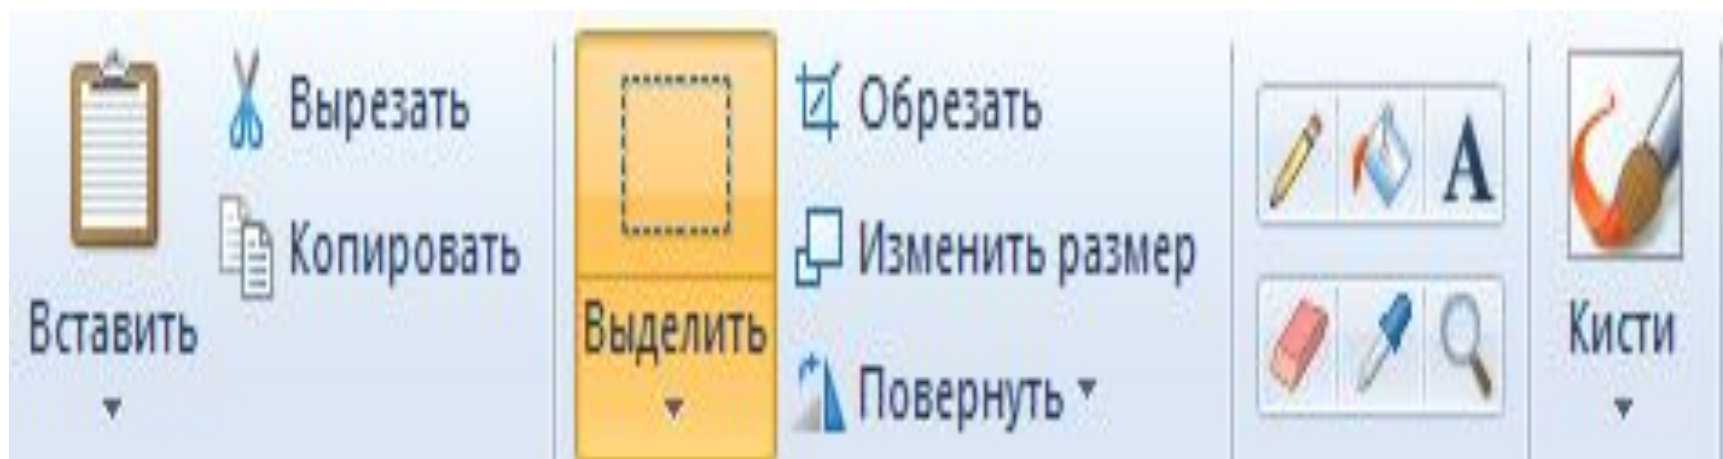 Вставить
Вырезать
Копировать
Выделить
Обрезать
Изменить размер
Повернуть
A
Кисти